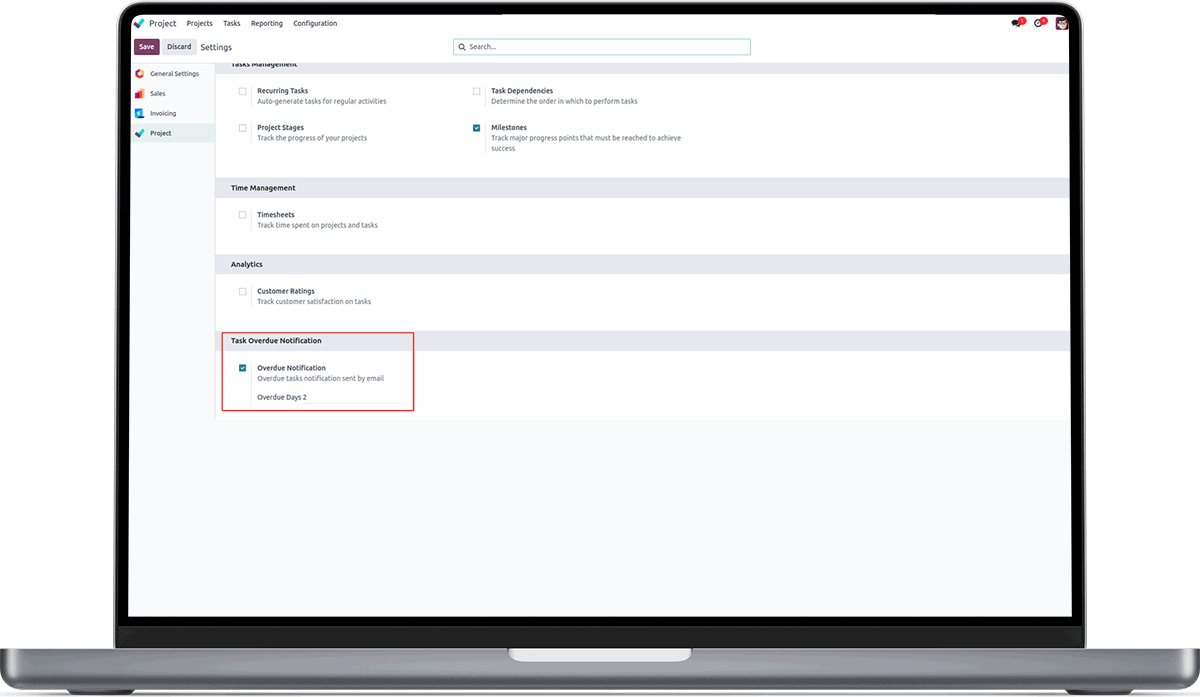 Project Projects Tasks Reporting Configuration
Save Discard Settings Search...
General Settings
Sales
Invoicing
Project
Tasks Management
Recurring Tasks
Auto-generate tasks for regular activities
Task Dependencies
Determine the order in which to perform tasks
Project Stages
Track the progress of your projects
Milestones
Track major progress points that must be reached to achieve
success
Time Management
Timesheets
Track time spent on projects and tasks
Analytics
Customer Ratings
Track customer satisfaction on tasks
Task Overdue Notification
Overdue Notification
Overdue tasks notification sent by email
Overdue Days 2